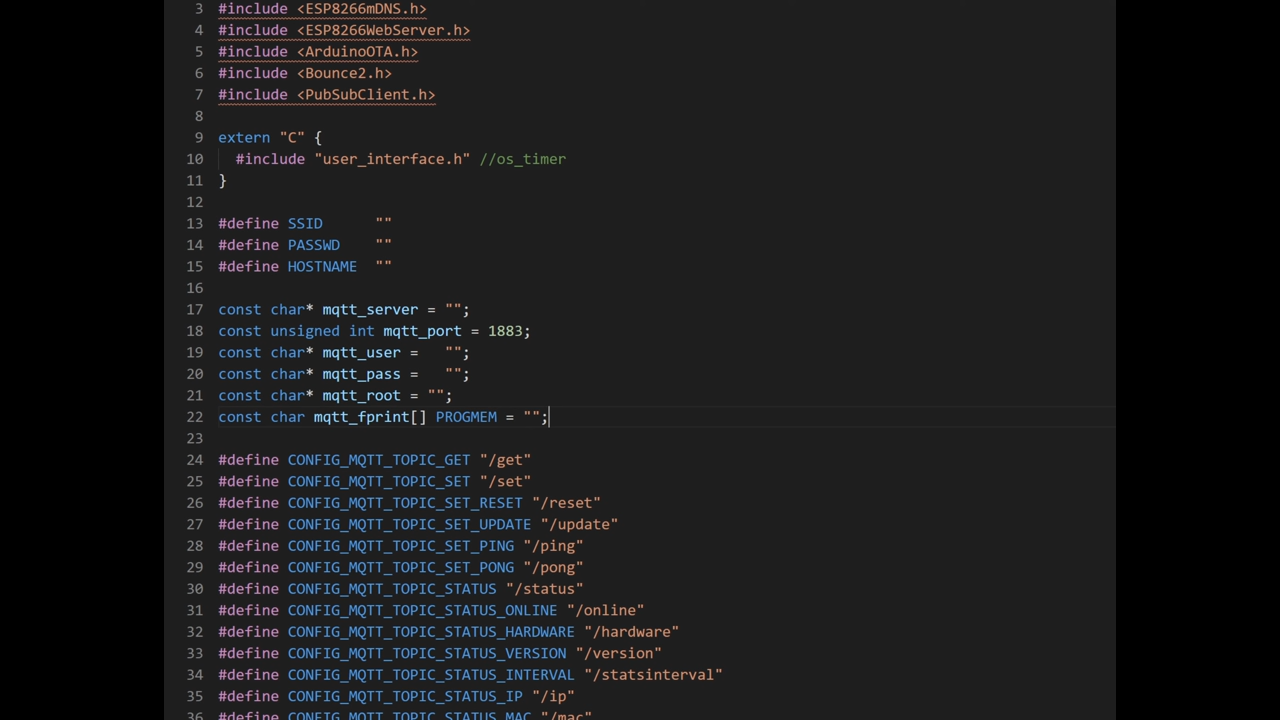 3 #include <ESP8266mDNS.h>
4 #include <ESP8266WebServer.h>
5 #include <ArduinoOTA.h>
6 #include <Bounce2.h>
7 #include <PubSubClient.h>
8
9 extern "C" {
10   #include "user_interface.h" //os_timer
11 }
12
13 #define SSID      ""
14 #define PASSWD    ""
15 #define HOSTNAME  ""
16
17 const char* mqtt_server = "";
18 const unsigned int mqtt_port = 1883;
19 const char* mqtt_user =   "";
20 const char* mqtt_pass =   "";
21 const char* mqtt_root = "";
22 const char mqtt_fprint[] PROGMEM = "";
23
24 #define CONFIG_MQTT_TOPIC_GET "/get"
25 #define CONFIG_MQTT_TOPIC_SET "/set"
26 #define CONFIG_MQTT_TOPIC_SET_RESET "/reset"
27 #define CONFIG_MQTT_TOPIC_SET_UPDATE "/update"
28 #define CONFIG_MQTT_TOPIC_SET_PING "/ping"
29 #define CONFIG_MQTT_TOPIC_SET_PONG "/pong"
30 #define CONFIG_MQTT_TOPIC_STATUS "/status"
31 #define CONFIG_MQTT_TOPIC_STATUS_ONLINE "/online"
32 #define CONFIG_MQTT_TOPIC_STATUS_HARDWARE "/hardware"
33 #define CONFIG_MQTT_TOPIC_STATUS_VERSION "/version"
34 #define CONFIG_MQTT_TOPIC_STATUS_INTERVAL "/statsinterval"
35 #define CONFIG_MQTT_TOPIC_STATUS_IP "/ip"
36 #define CONFIG_MQTT_TOPIC_STATUS_MAC "/mac"